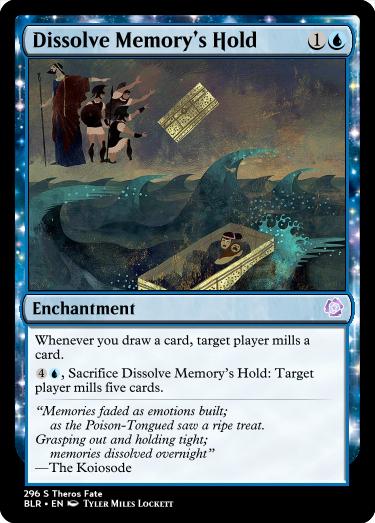 Dissolve Memory's Hold 1
Enchantment
Whenever you draw a card, target player mills a
card.
4, Sacrifice Dissolve Memory's Hold: Target
player mills five cards.
“Memories faded as emotions built;
as the Poison-Tongued saw a ripe treat.
Grasping out and holding tight;
memories dissolved overnight”
—The Koiosode
296 S Theros Fate
BLR • EN Tyler Miles Lockett